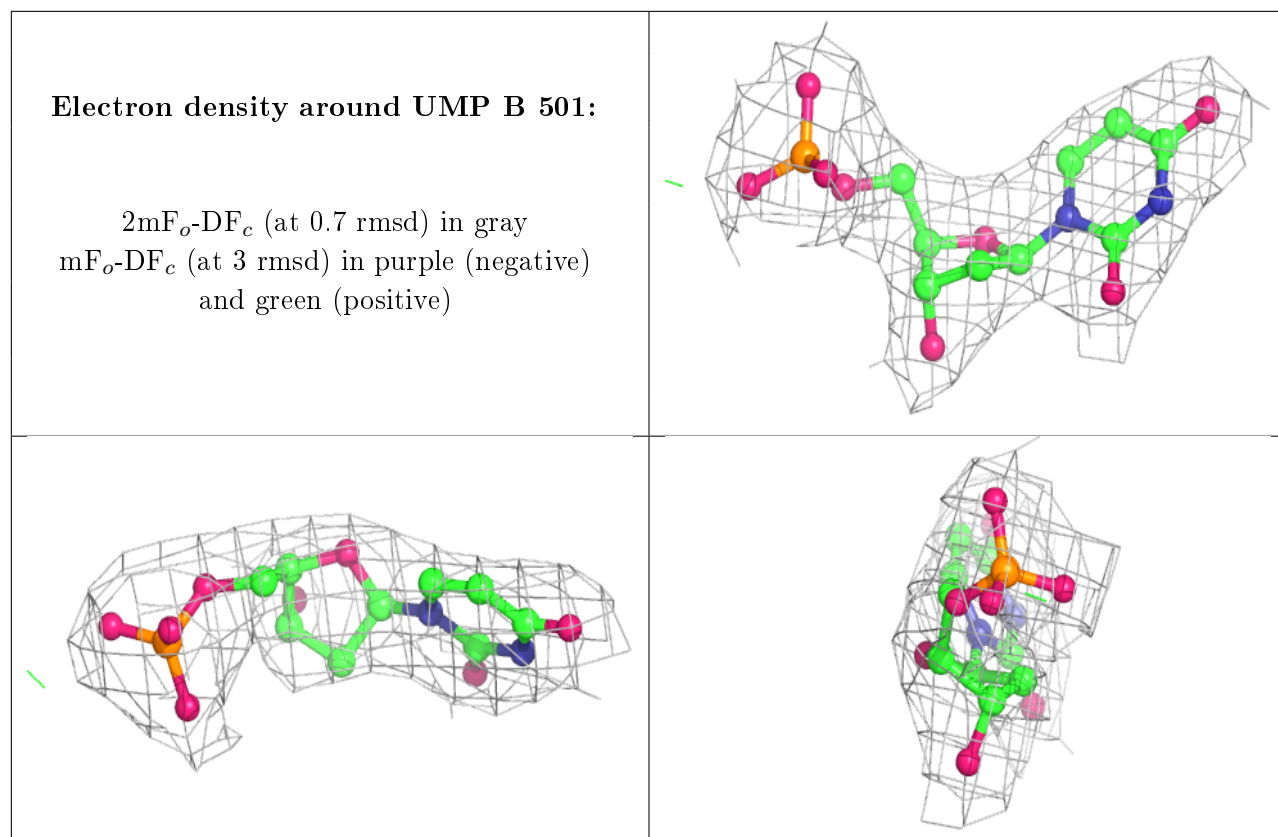 Electron density around UMP B 501:
2mFo-DFc (at 0.7 rmsd) in gray
mFo-DFc (at 3 rmsd) in purple (negative)
and green (positive)